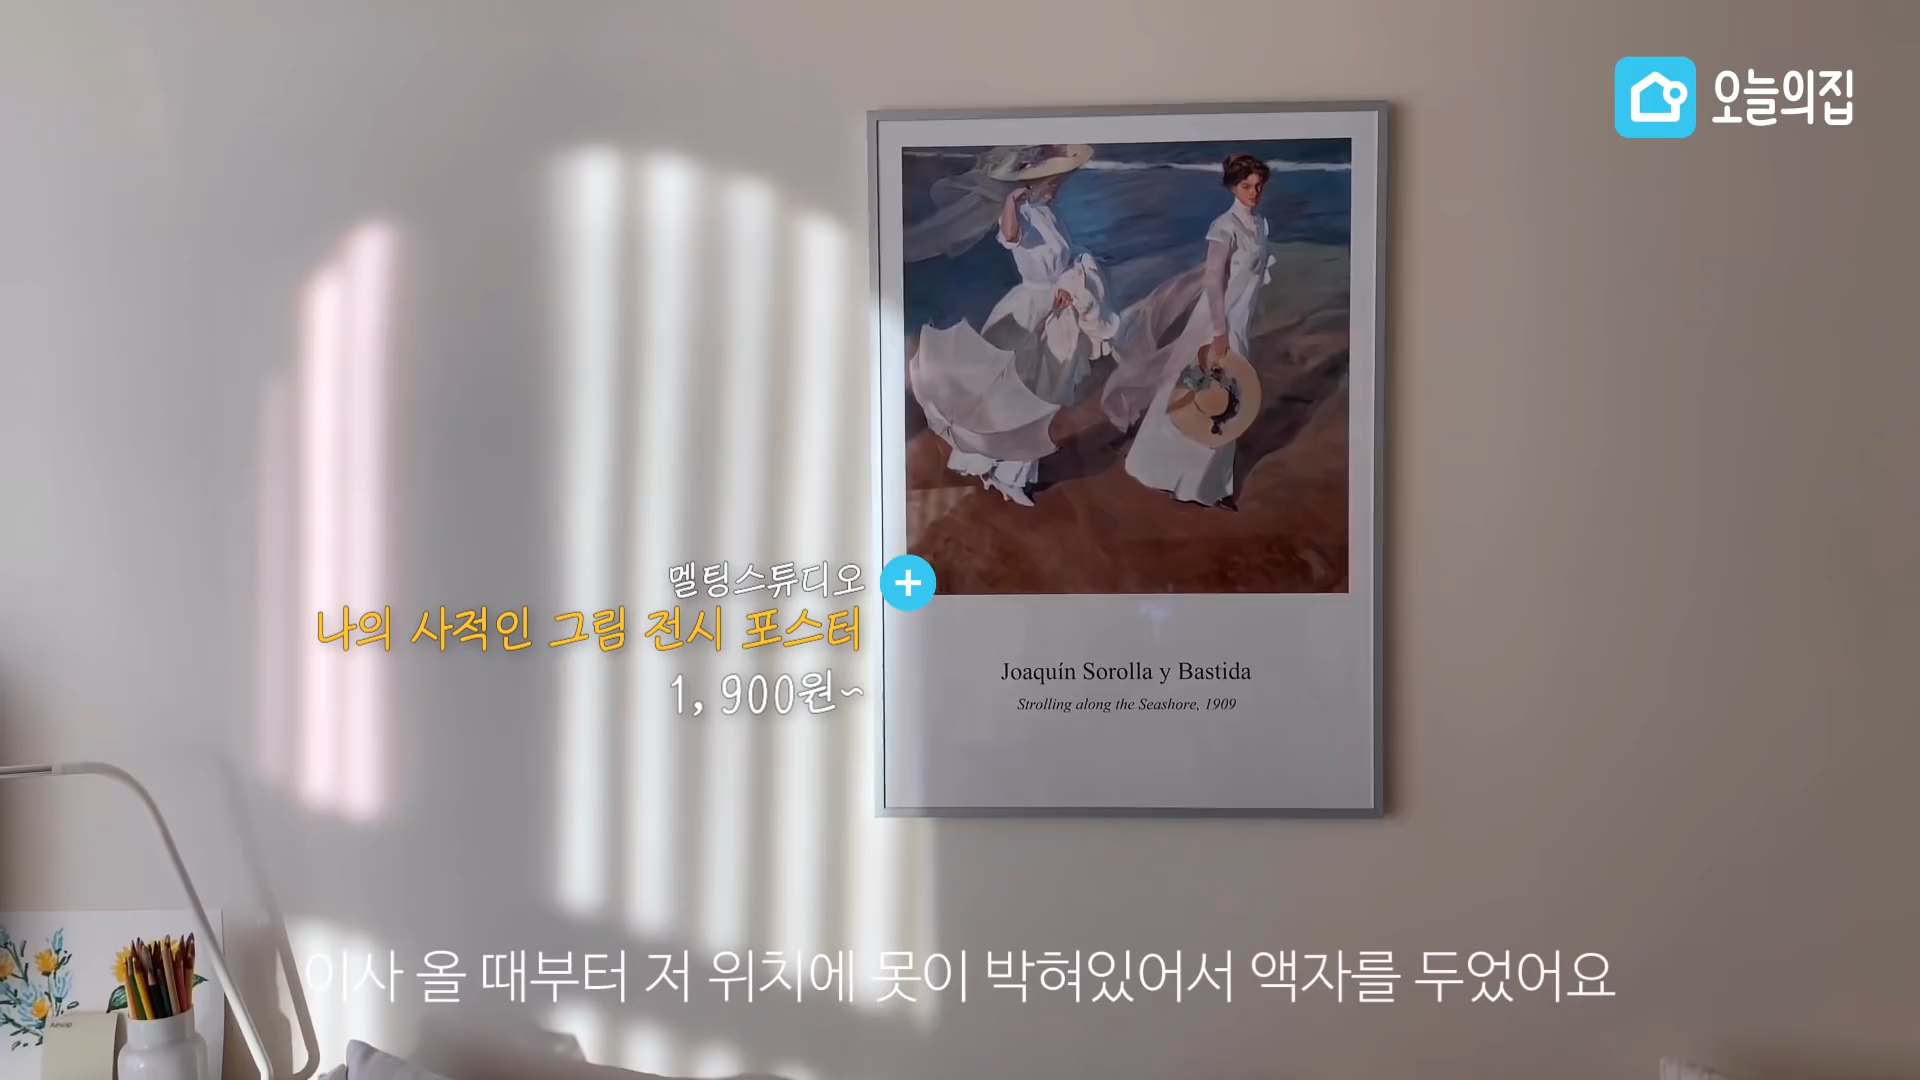 오늘의집
멜팅스튜디오
나의 사적인 그림 전시 포스터
1,900원~
Joaquín Sorolla y Bastida
Strolling along the Seashore, 1909
Aesop
이사 올 때부터 저 위치에 못이 박혀있어서 액자를 두었어요